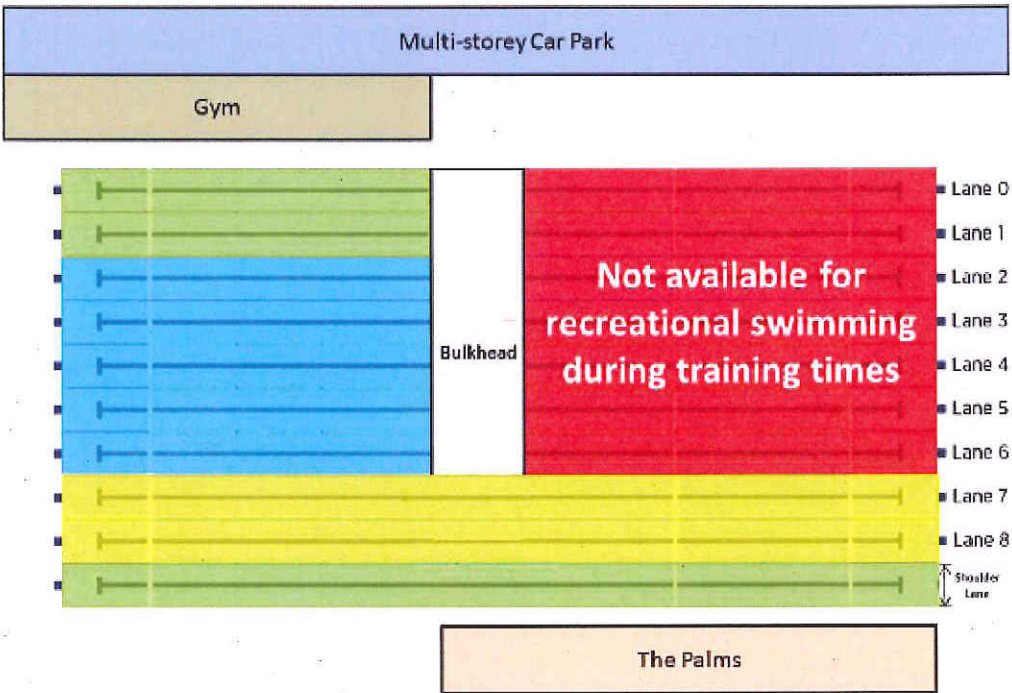 Multi-storey Car Park
Gym
Lane 0
Lane 1
Not available for
recreational swimming
during training times
Lane 2
Lane 3
Bulkhead
Lane 4
Lane 5
Lane 6
Lane 7
Lane 8
Shoulder
Lane
The Palms